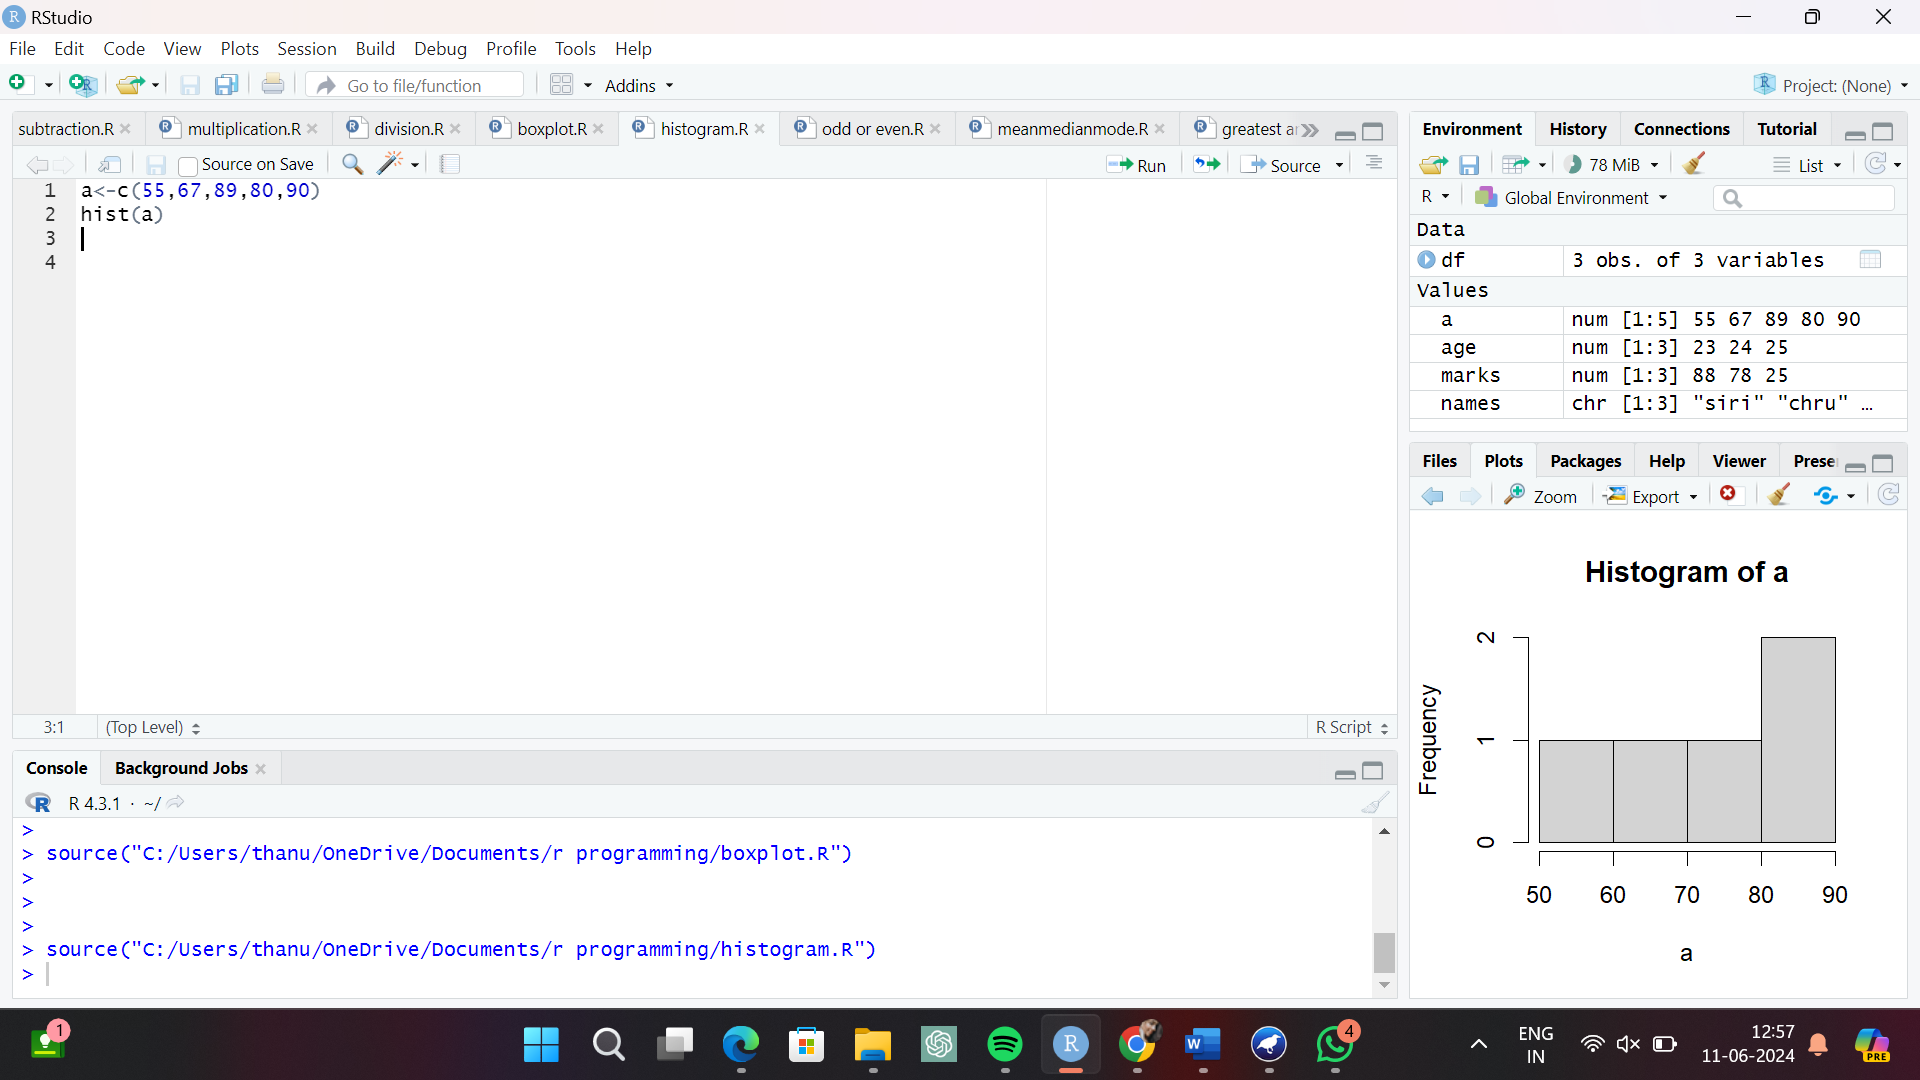 RStudio
File Edit Code View Plots Session Build Debug Profile Tools Help
Go to file/function Addins Project: (None)
subtraction.R multiplication.R division.R boxplot.R histogram.R odd or even.R meanmedianmode.R greatest
Source on Save Run Source
1 a<-c(55,67,89,80,90)
2 hist(a)
3
4
3:1 (Top Level) R Script
Console Background Jobs
R 4.3.1 · ~/
>
> source("C:/Users/thanu/OneDrive/Documents/r programming/boxplot.R")
>
>
>
> source("C:/Users/thanu/OneDrive/Documents/r programming/histogram.R")
>
Environment History Connections Tutorial
78 MiB List
R Global Environment
Data
df 3 obs. of 3 variables
Values
a num [1:5] 55 67 89 80 90
age num [1:3] 23 24 25
marks num [1:3] 88 78 25
names chr [1:3] "siri" "chru" …
Files Plots Packages Help Viewer Prese
Zoom Export
Histogram of a
Frequency
2
1
0
50 60 70 80 90
a
1
4
ENG
IN
12:57
11-06-2024
PRE